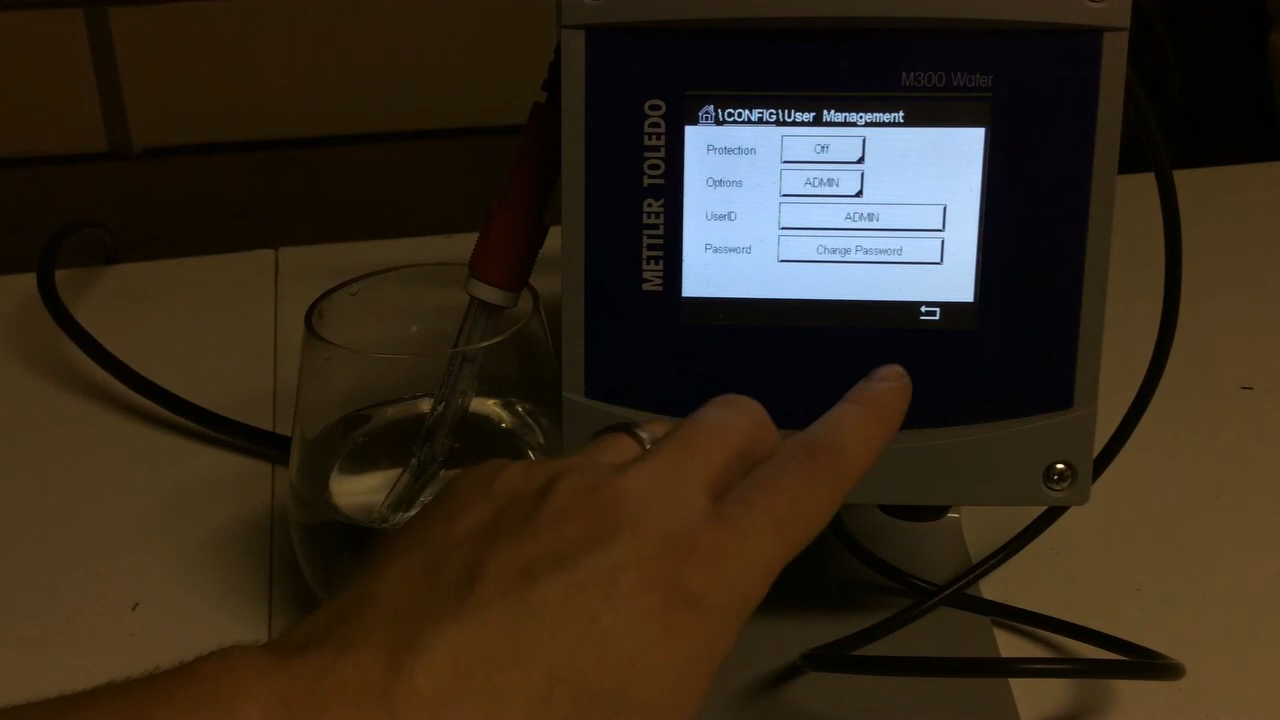 M300 Water
METTLER TOLEDO
\CONFIG\User Management
Protection Off
Options ADMIN
UserID ADMIN
Password Change Password